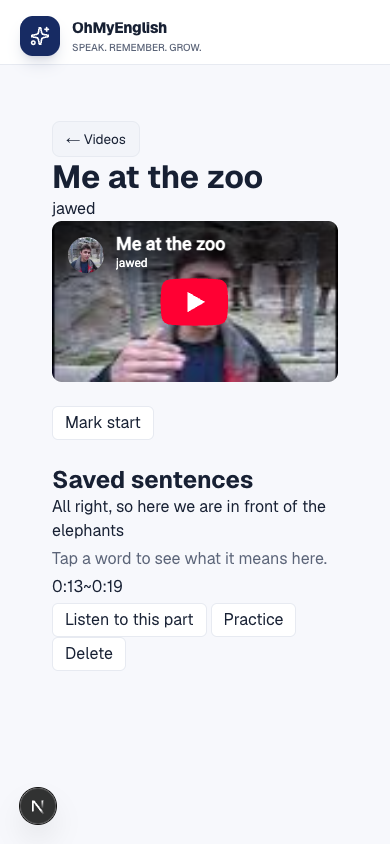 OhMyEnglish
SPEAK. REMEMBER. GROW.
← Videos
Me at the zoo
jawed
Me at the zoo
jawed
Mark start
Saved sentences
All right, so here we are in front of the
elephants
Tap a word to see what it means here.
0:13~0:19
Listen to this part
Practice
Delete
N